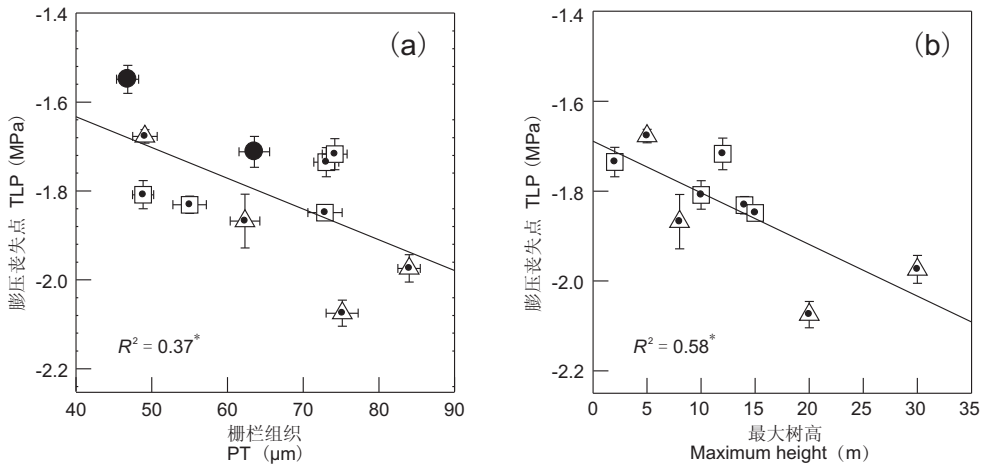 (a)
-1.4
-1.6
-1.8
-2.0
-2.2
膨压丧失点 TLP (MPa)
R² = 0.37*
40 50 60 70 80 90
栅栏组织
PT (μm)
(b)
-1.4
-1.6
-1.8
-2.0
-2.2
膨压丧失点 TLP (MPa)
R² = 0.58*
0 5 10 15 20 25 30 35
最大树高
Maximum height (m)